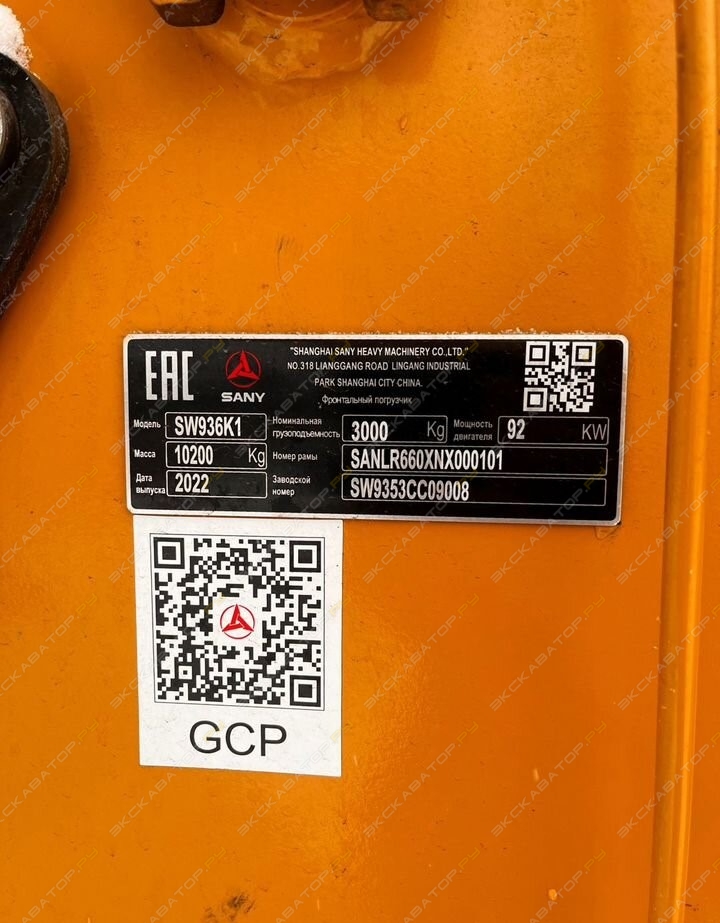 EAC
SANY
"SHANGHAI SANY HEAVY MACHINERY CO.,LTD."
NO.318 LIANGGANG ROAD LINGANG INDUSTRIAL
PARK SHANGHAI CITY CHINA.
Фронтальный погрузчик
Модель SW936K1 Номинальная грузоподъемность 3000 Kg Мощность двигателя 92 KW
Масса 10200 Kg Номер рамы SANLR660XNX000101
Дата выпуска 2022 Заводской номер SW9353CC09008
GCP
ЭКСКАВАТОР.РУ